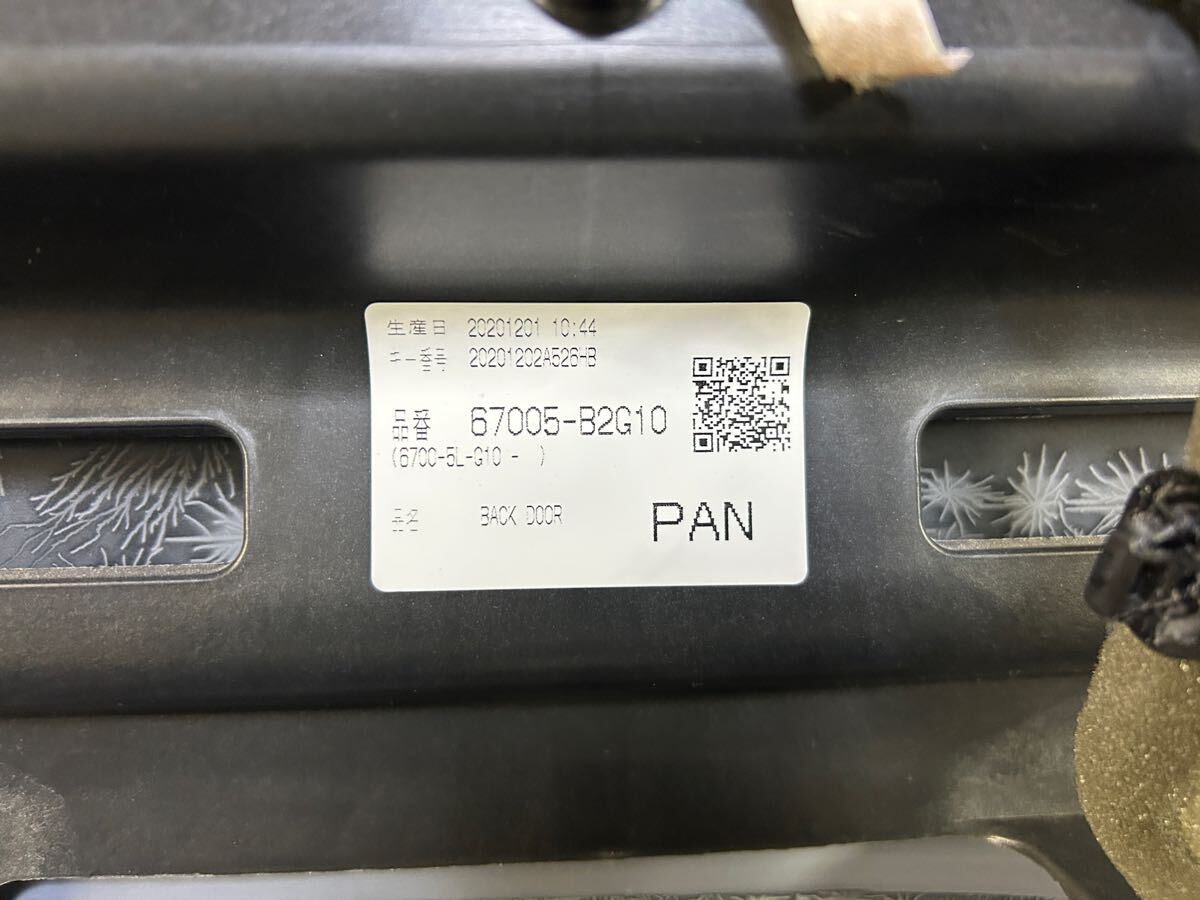 生産日 20201201 10:44
キー番号 20201202A526HB
品番 67005-B2G10
(670C-5L-G10 - )
品名 BACK DOOR PAN